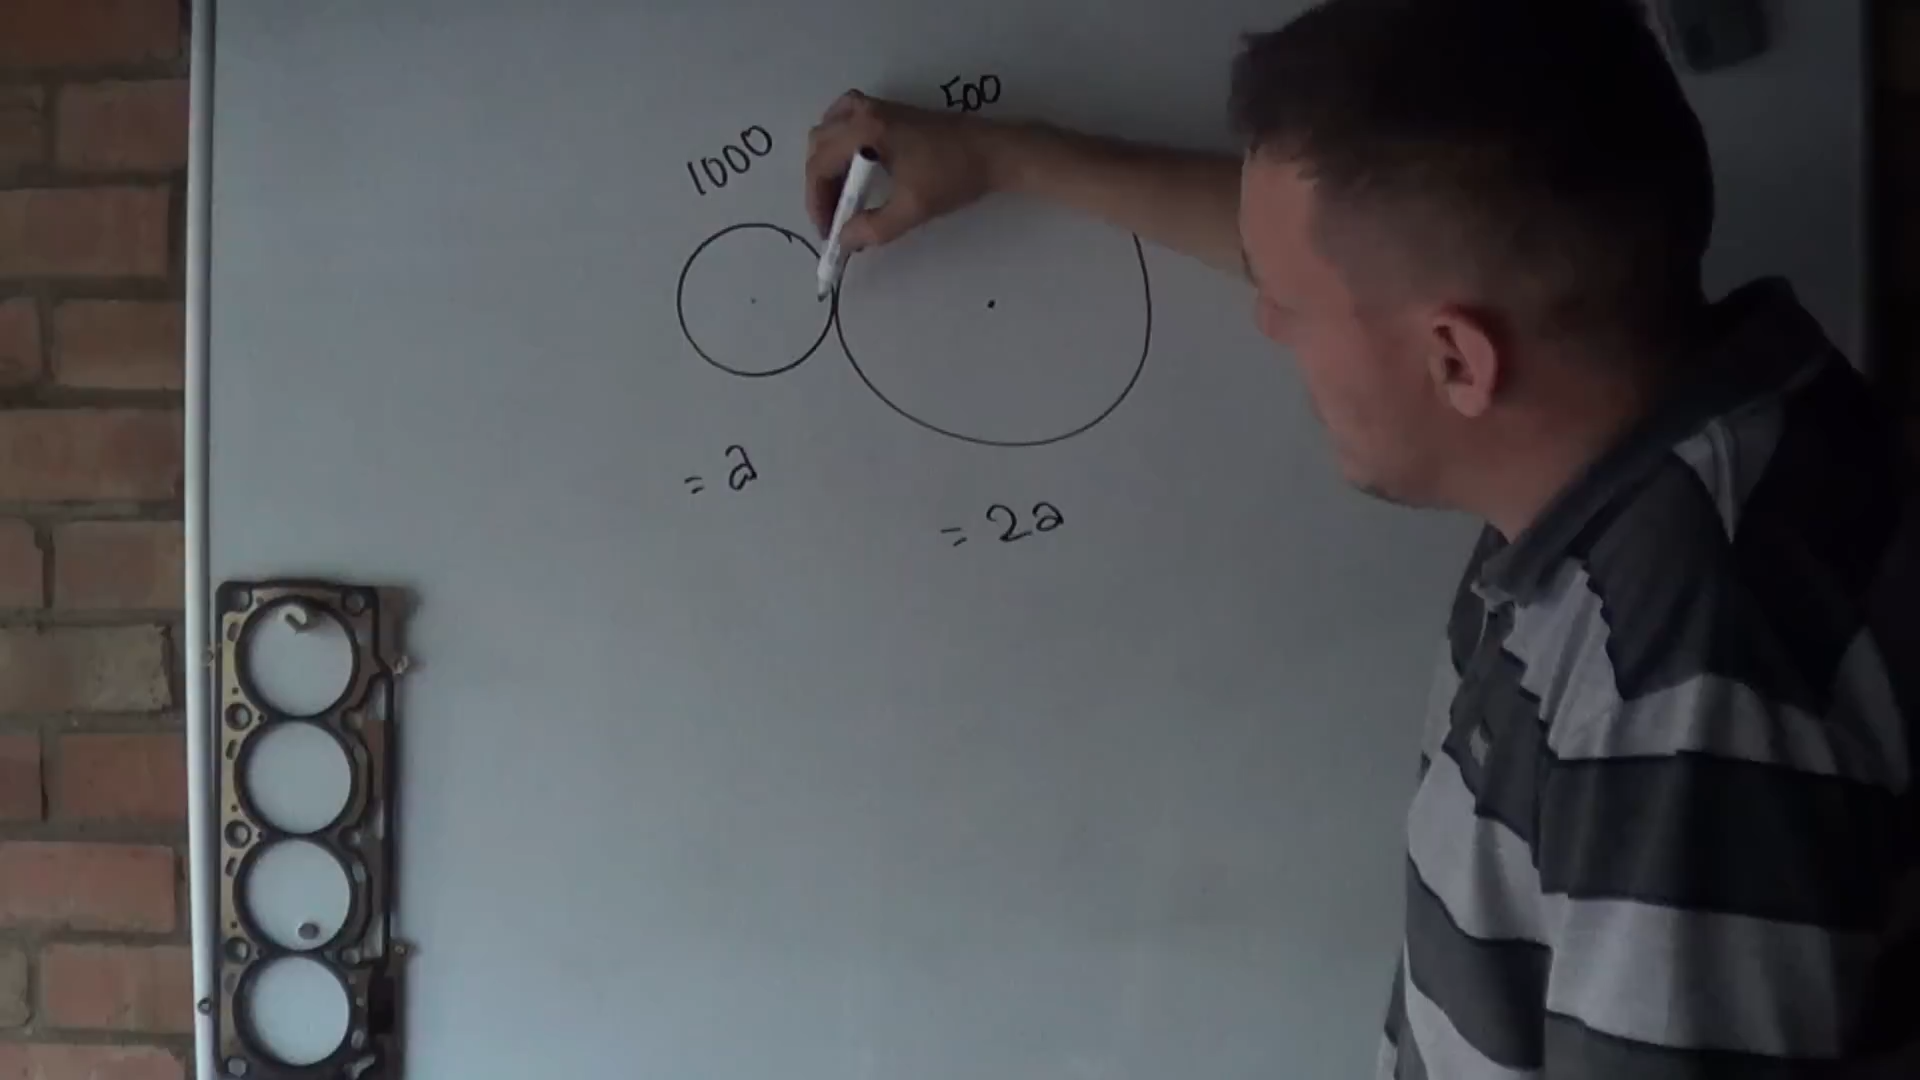 1000
500
= a
= 2a